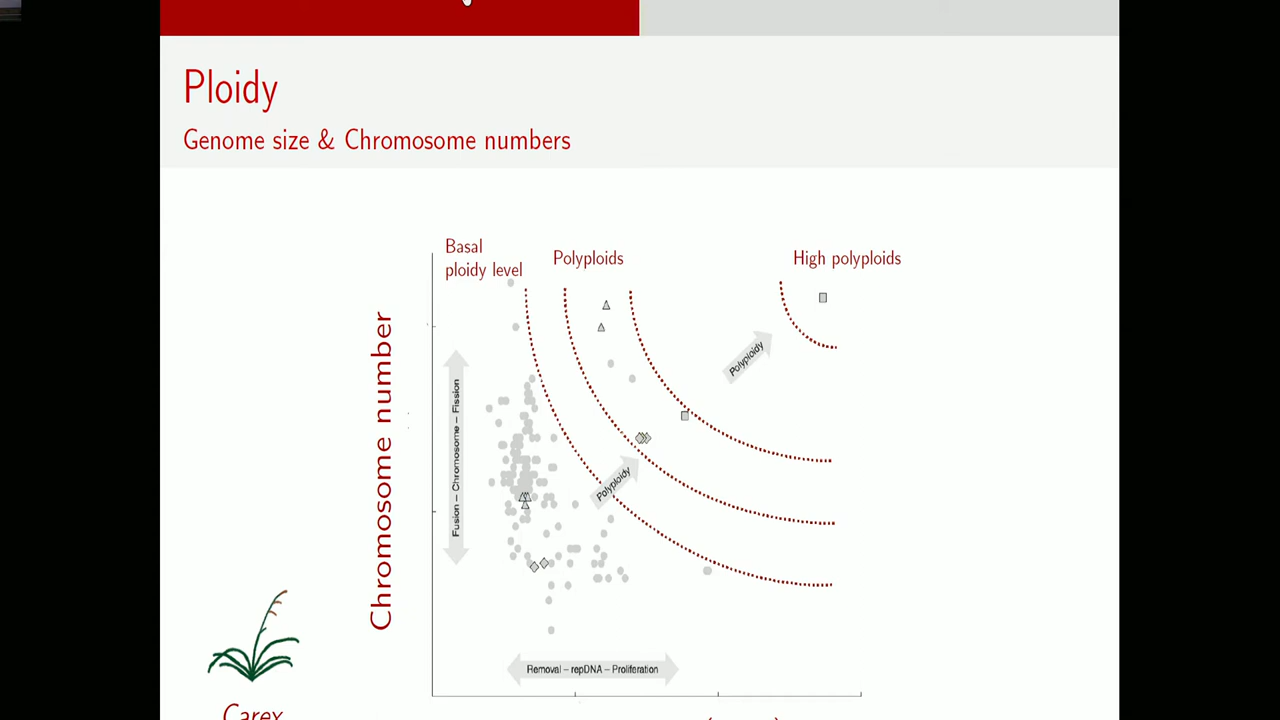 Ploidy
Genome size & Chromosome numbers
Basal
ploidy level
Polyploids
High polyploids
Chromosome number
Fusion – Chromosome – Fission
Polyploidy
Polyploidy
Removal – repDNA – Proliferation
Carex